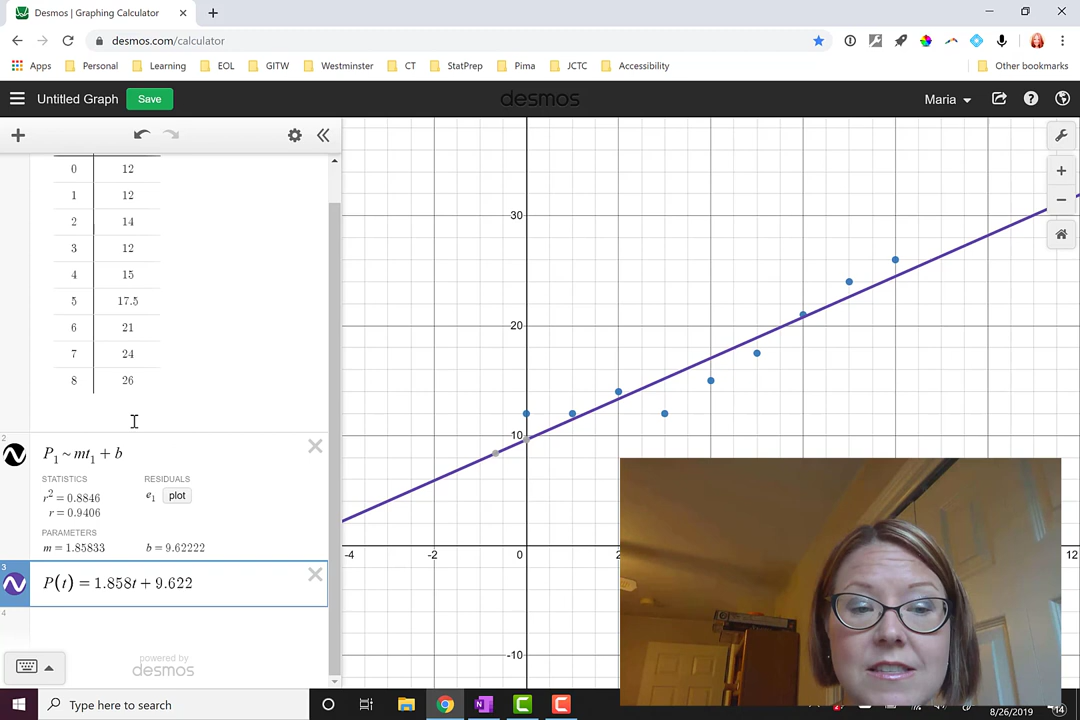 Desmos | Graphing Calculator
desmos.com/calculator
Apps Personal Learning EOL GITW Westminster CT StatPrep Pima JCTC Accessibility Other bookmarks
Untitled Graph Save desmos Maria
0 12
1 12
2 14
3 12
4 15
5 17.5
6 21
7 24
8 26
2
P₁ ~ mt₁ + b
STATISTICS RESIDUALS
r² = 0.8846 e₁ plot
r = 0.9406
PARAMETERS
m = 1.85833 b = 9.62222
3
P(t) = 1.858t + 9.622
4
powered by
desmos
30
20
10
-4 -2 0 2 12
-10
Type here to search
8/26/2019 14